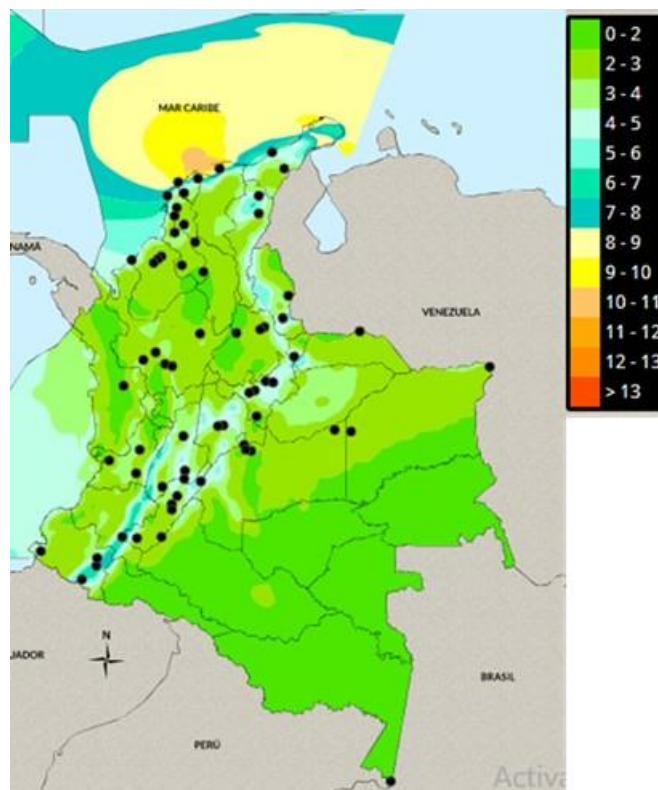 MAR CARIBE
NAMÁ
VENEZUELA
N
JADOR
BRASIL
PERÚ
Activa
0 - 2
2 - 3
3 - 4
4 - 5
5 - 6
6 - 7
7 - 8
8 - 9
9 - 10
10 - 11
11 - 12
12 - 13
> 13